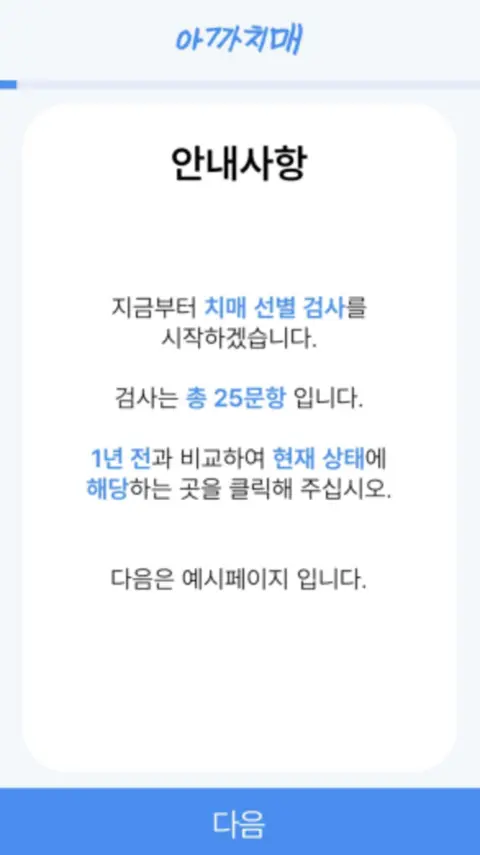 아까치매
안내사항
지금부터 치매 선별 검사를
시작하겠습니다.
검사는 총 25문항 입니다.
1년 전과 비교하여 현재 상태에
해당하는 곳을 클릭해 주십시오.
다음은 예시페이지 입니다.
다음